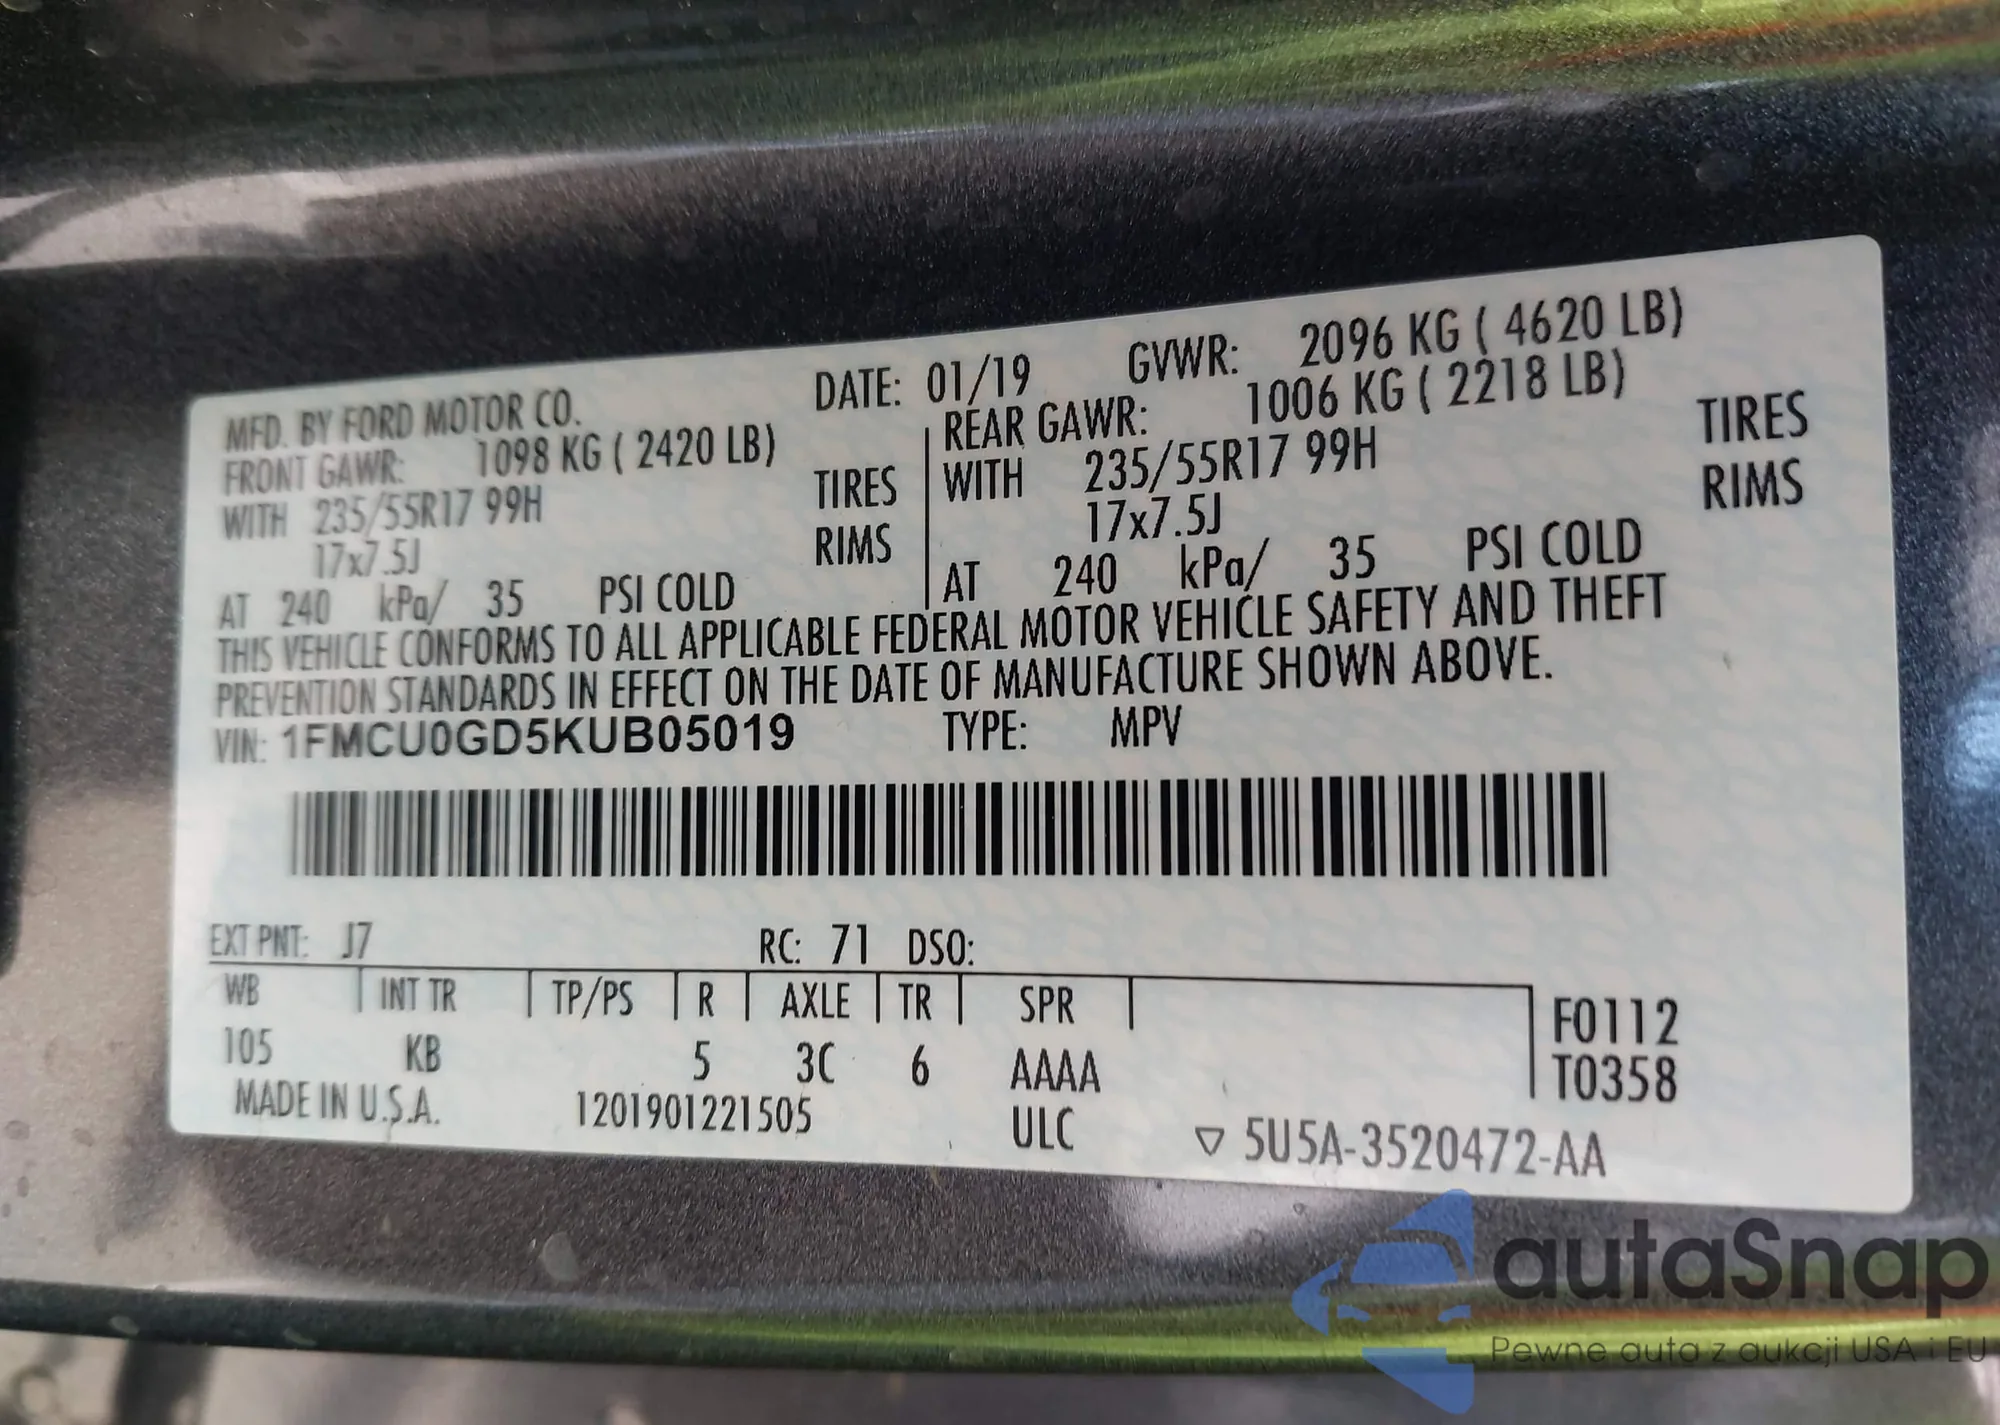 MFD. BY FORD MOTOR CO. DATE: 01/19 GVWR: 2096 KG ( 4620 LB)
FRONT GAWR: 1098 KG ( 2420 LB) REAR GAWR: 1006 KG ( 2218 LB)
WITH 235/55R17 99H TIRES WITH 235/55R17 99H TIRES
17x7.5J RIMS 17x7.5J RIMS
AT 240 kPa/ 35 PSI COLD AT 240 kPa/ 35 PSI COLD
THIS VEHICLE CONFORMS TO ALL APPLICABLE FEDERAL MOTOR VEHICLE SAFETY AND THEFT
PREVENTION STANDARDS IN EFFECT ON THE DATE OF MANUFACTURE SHOWN ABOVE.
VIN: 1FMCU0GD5KUB05019 TYPE: MPV
EXT PNT: J7 RC: 71 DSO:
WB INT TR TP/PS R AXLE TR SPR F0112
105 KB 5 3C 6 AAAA T0358
MADE IN U.S.A. 1201901221505 ULC ▽ 5U5A-3520472-AA
autaSnap
Pewne auta z aukcji USA i EU